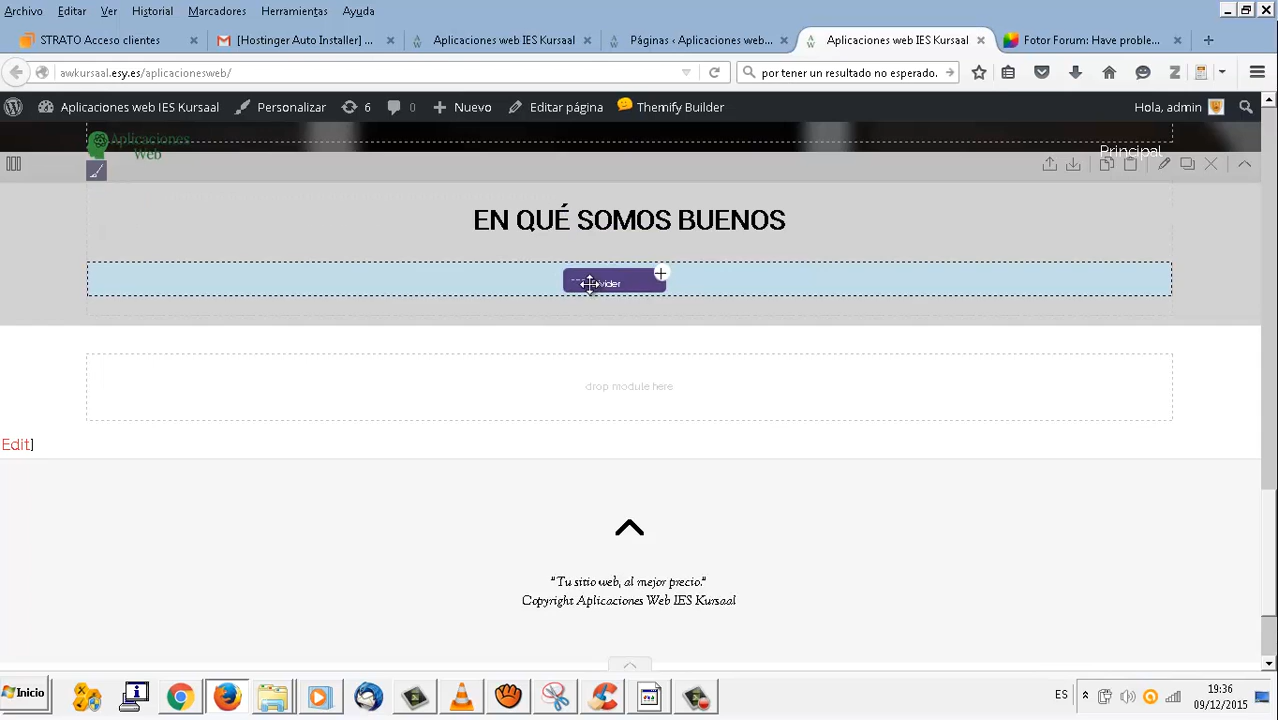 Archivo Editar Ver Historial Marcadores Herramientas Ayuda
STRATO Acceso clientes × [Hostinger Auto Installer] ... × Aplicaciones web IES Kursaal × Páginas ‹ Aplicaciones web... × Aplicaciones web IES Kursaal × Fotor Forum: Have proble... × +
awkursaal.esy.es/aplicacionesweb/ por tener un resultado no esperado.
Aplicaciones web IES Kursaal Personalizar 6 0 Nuevo Editar página Themify Builder Hola, admin
Aplicaciones
Web
Principal
EN QUÉ SOMOS BUENOS
drop module here
Edit]
"Tu sitio web, al mejor precio."
Copyright Aplicaciones Web IES Kursaal
Inicio ES 19:36
09/12/2015